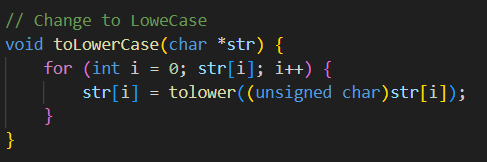 // Change to LoweCase
void toLowerCase(char *str) {
    for (int i = 0; str[i]; i++) {
        str[i] = tolower((unsigned char)str[i]);
    }
}